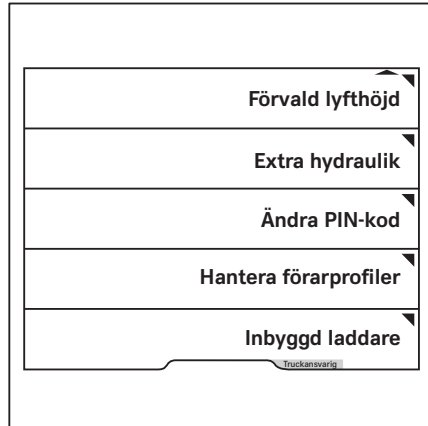 Förvald lyfthöjd
Extra hydraulik
Ändra PIN-kod
Hantera förarprofiler
Inbyggd laddare
Truckansvarig